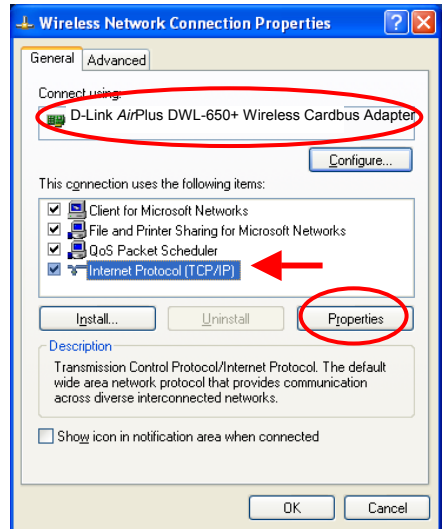 Wireless Network Connection Properties
General Advanced
Connect using:
D-Link AirPlus DWL-650+ Wireless Cardbus Adapter
Configure...
This connection uses the following items:
Client for Microsoft Networks
File and Printer Sharing for Microsoft Networks
QoS Packet Scheduler
Internet Protocol (TCP/IP)
Install... Uninstall Properties
Description
Transmission Control Protocol/Internet Protocol. The default
wide area network protocol that provides communication
across diverse interconnected networks.
Show icon in notification area when connected
OK Cancel